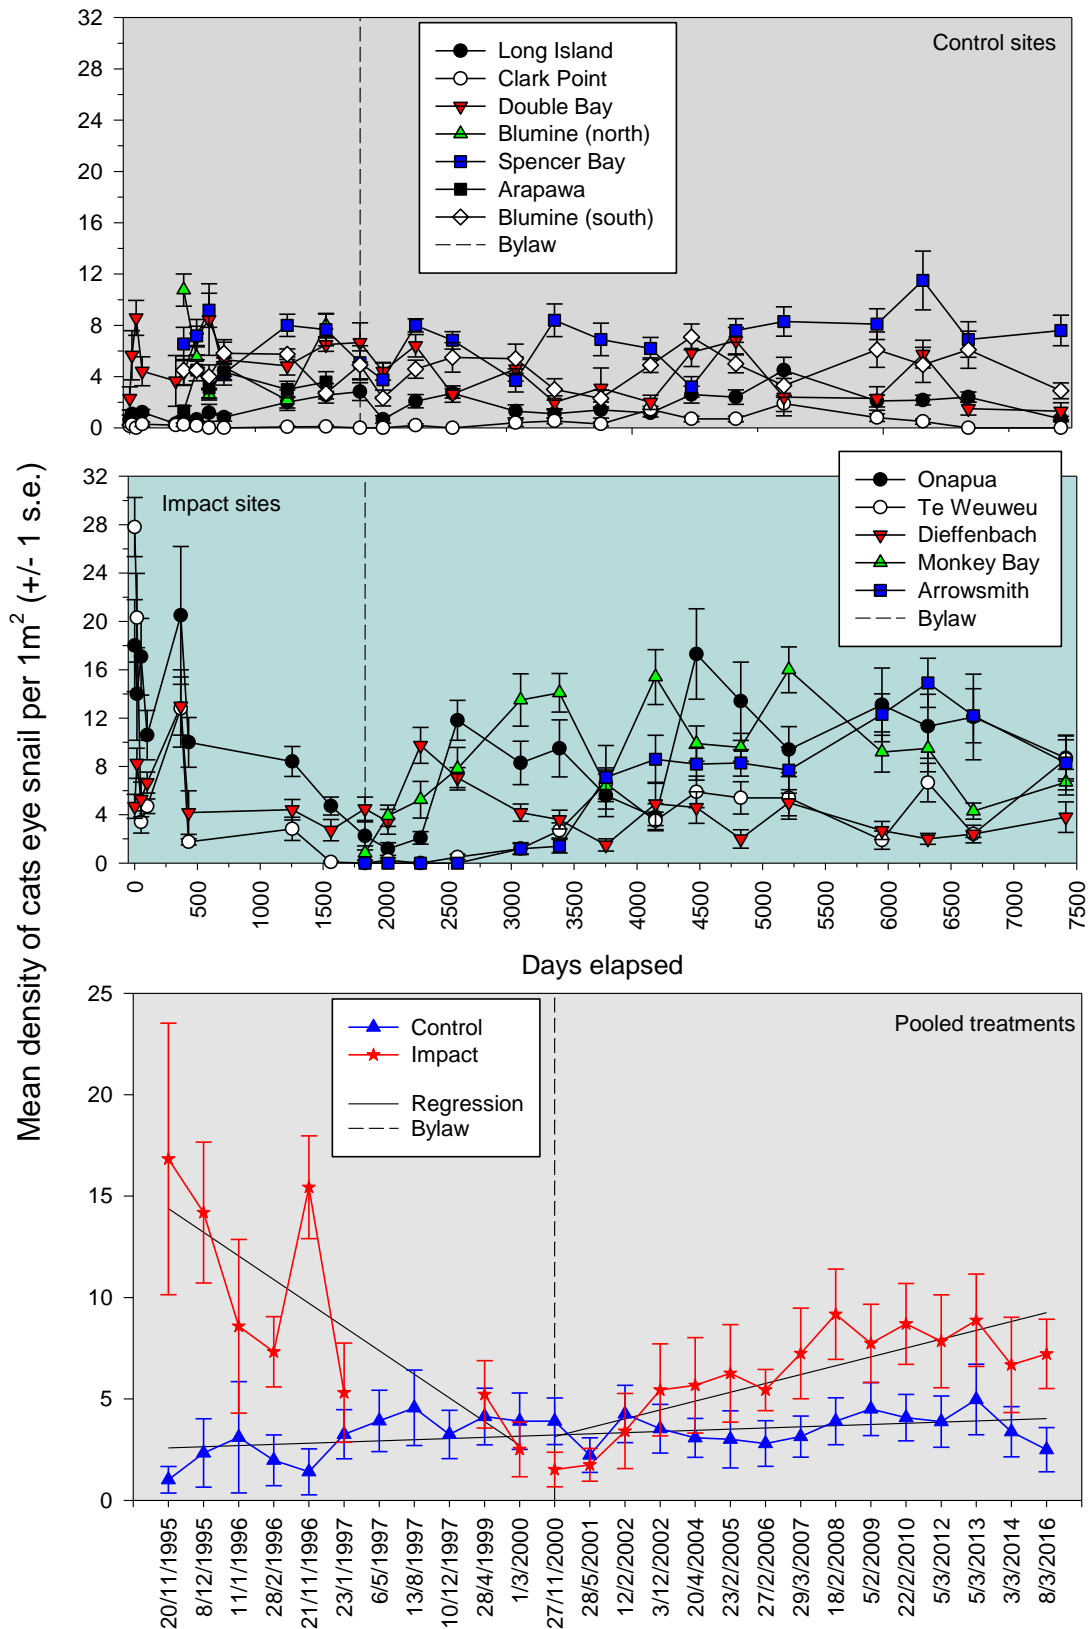 Mean density of cats eye snail per 1m² (+/- 1 s.e.)
32
28
24
20
16
12
8
4
0
Control sites
Long Island
Clark Point
Double Bay
Blumine (north)
Spencer Bay
Arapawa
Blumine (south)
Bylaw
32
28
24
20
16
12
8
4
0
Impact sites
Onapua
Te Weuweu
Dieffenbach
Monkey Bay
Arrowsmith
Bylaw
0
500
1000
1500
2000
2500
3000
3500
4000
4500
5000
5500
6000
6500
7000
7500
Days elapsed
25
20
15
10
5
0
Pooled treatments
Control
Impact
Regression
Bylaw
20/11/1995
8/12/1995
11/1/1996
28/2/1996
21/11/1996
23/1/1997
6/5/1997
13/8/1997
10/12/1997
28/4/1999
1/3/2000
27/11/2000
28/5/2001
12/2/2002
3/12/2002
20/4/2004
23/2/2005
27/2/2006
29/3/2007
18/2/2008
5/2/2009
22/2/2010
5/3/2012
5/3/2013
3/3/2014
8/3/2016